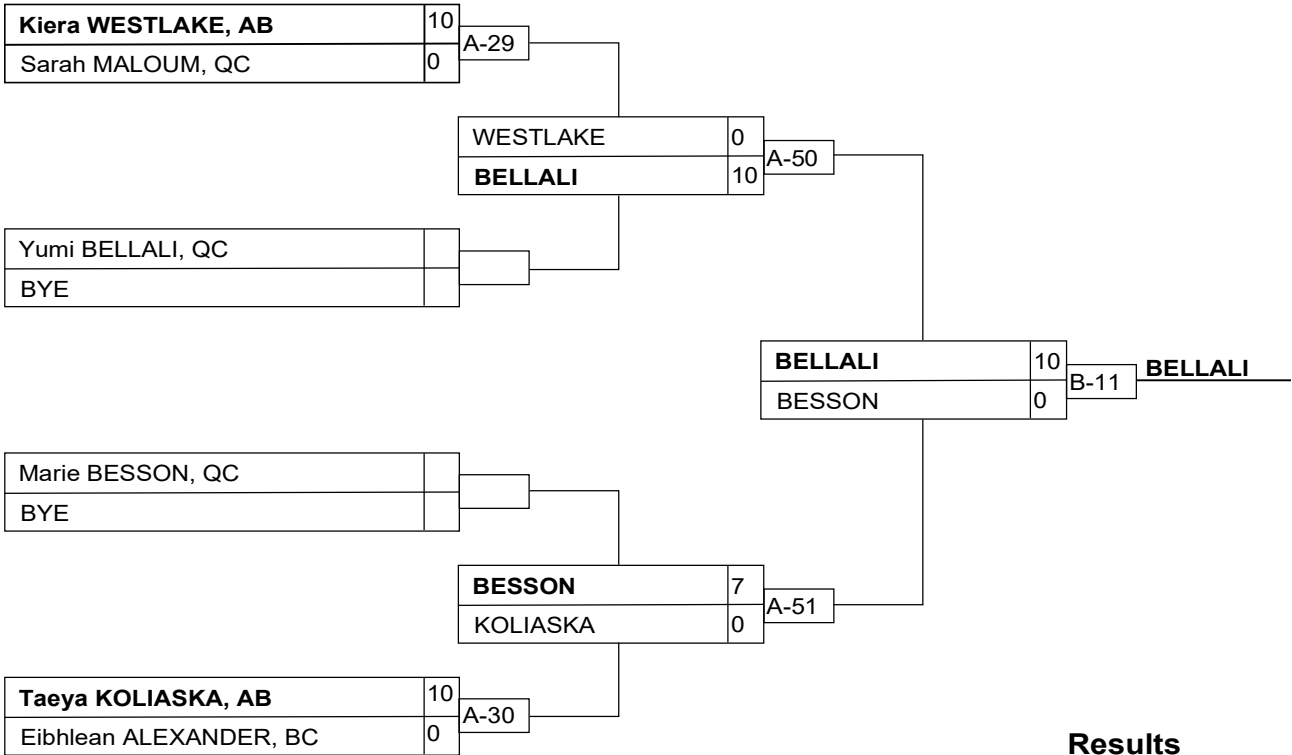 Kiera WESTLAKE, AB 10
A-29
Sarah MALOUM, QC 0
WESTLAKE 0
A-50
BELLALI 10
Yumi BELLALI, QC
BYE
BELLALI 10
B-11 BELLALI
BESSON 0
Marie BESSON, QC
BYE
BESSON 7
A-51
KOLIASKA 0
Taeya KOLIASKA, AB 10
A-30
Eibhlean ALEXANDER, BC 0
Results